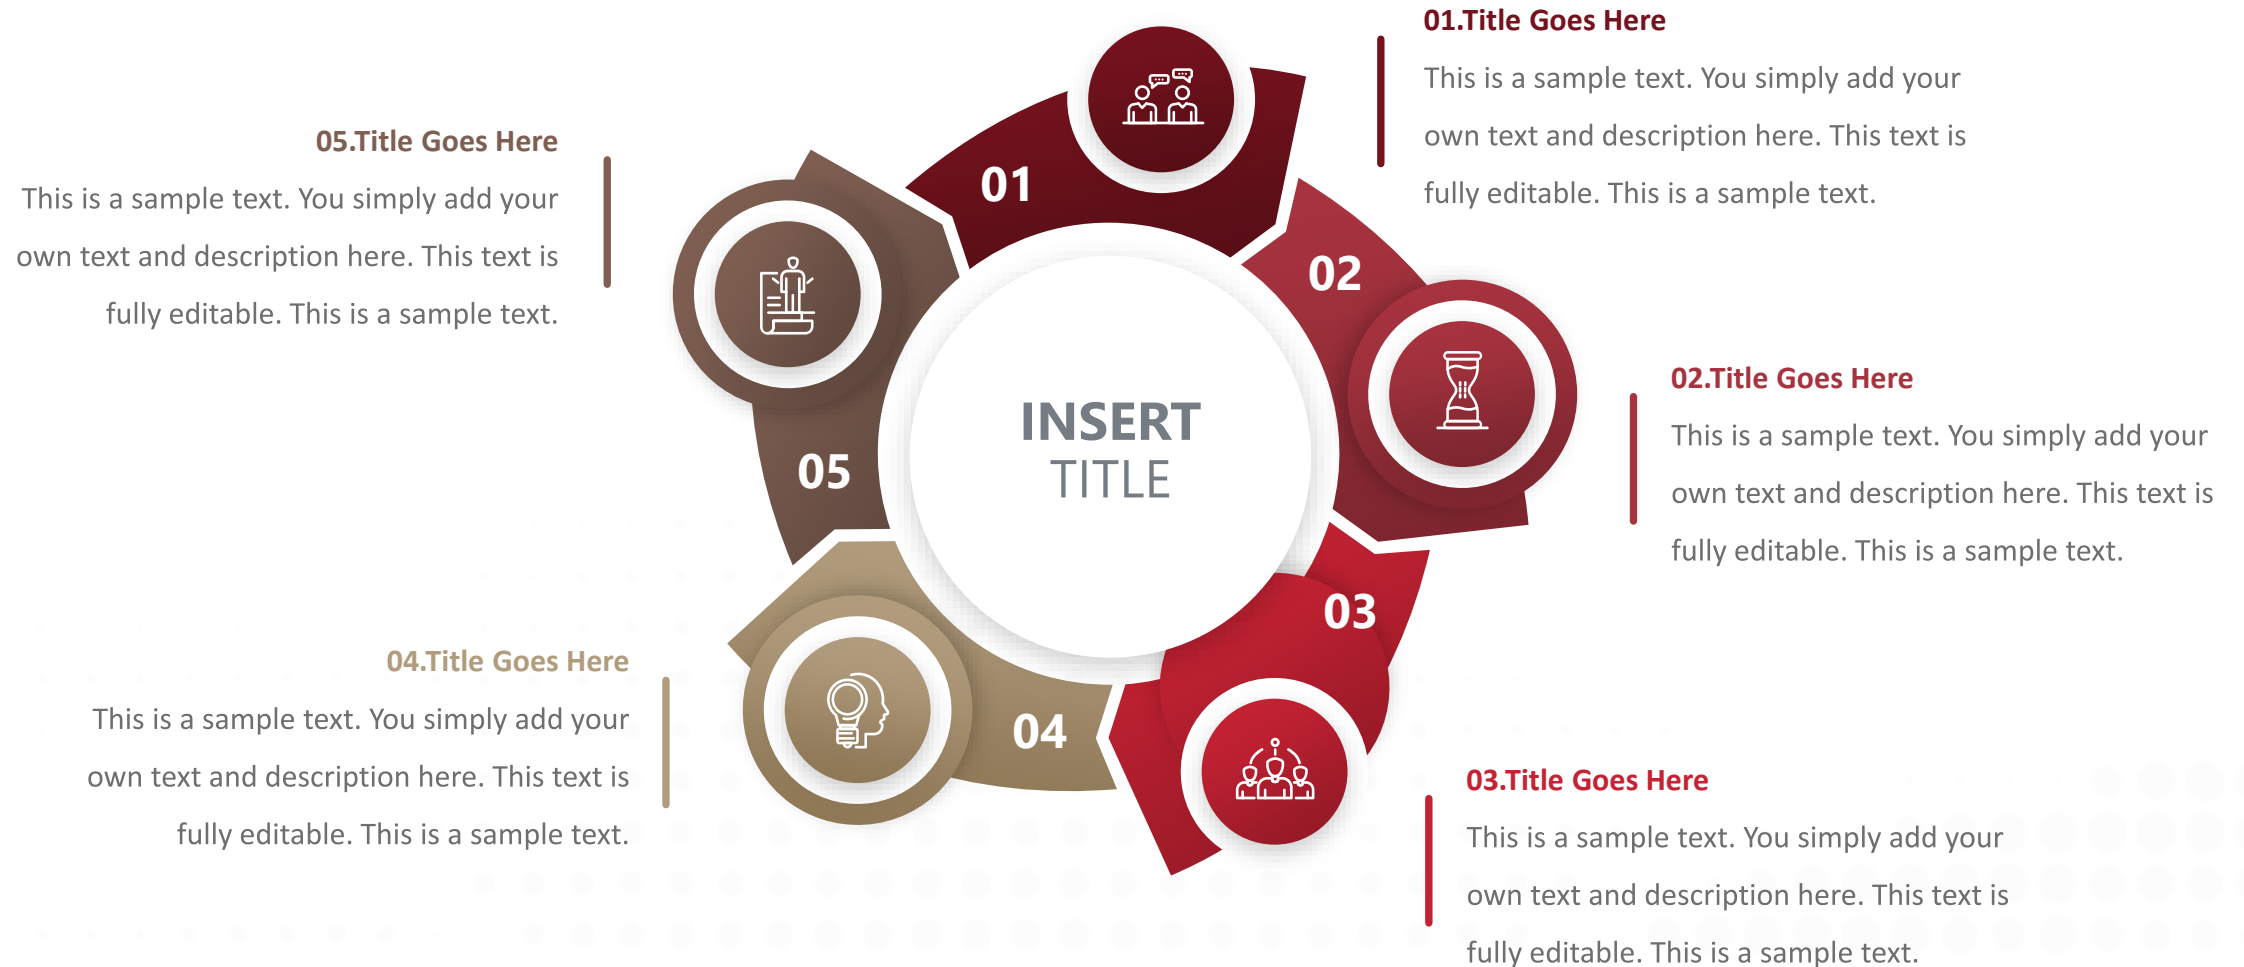 01.Title Goes Here
This is a sample text. You simply add your
own text and description here. This text is
fully editable. This is a sample text.
05.Title Goes Here
This is a sample text. You simply add your
own text and description here. This text is
fully editable. This is a sample text.
01
02
INSERT
TITLE
05
03
04
02.Title Goes Here
This is a sample text. You simply add your
own text and description here. This text is
fully editable. This is a sample text.
04.Title Goes Here
This is a sample text. You simply add your
own text and description here. This text is
fully editable. This is a sample text.
03.Title Goes Here
This is a sample text. You simply add your
own text and description here. This text is
fully editable. This is a sample text.